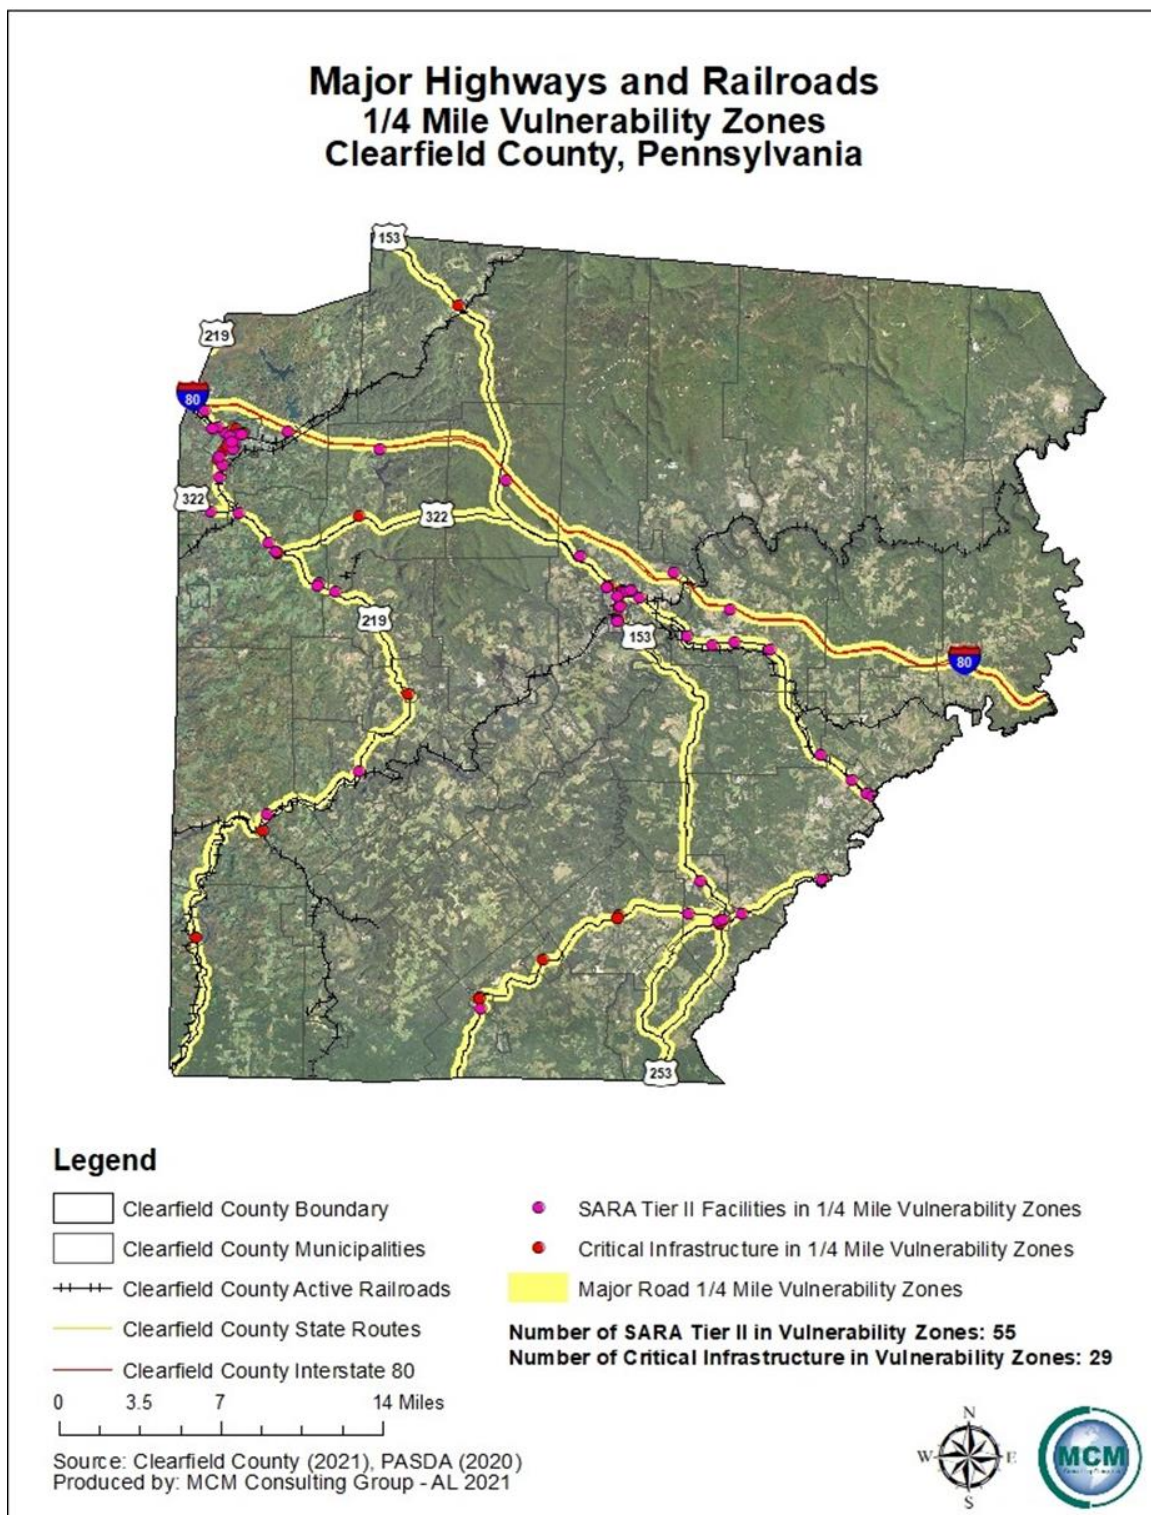 Major Highways and Railroads
1/4 Mile Vulnerability Zones
Clearfield County, Pennsylvania
153
219
80
322
322
219
153
80
253
Legend
Clearfield County Boundary
Clearfield County Municipalities
Clearfield County Active Railroads
Clearfield County State Routes
Clearfield County Interstate 80
0 3.5 7 14 Miles
SARA Tier II Facilities in 1/4 Mile Vulnerability Zones
Critical Infrastructure in 1/4 Mile Vulnerability Zones
Major Road 1/4 Mile Vulnerability Zones
Number of SARA Tier II in Vulnerability Zones: 55
Number of Critical Infrastructure in Vulnerability Zones: 29
Source: Clearfield County (2021), PASDA (2020)
Produced by: MCM Consulting Group - AL 2021
N
W E
S
MCM